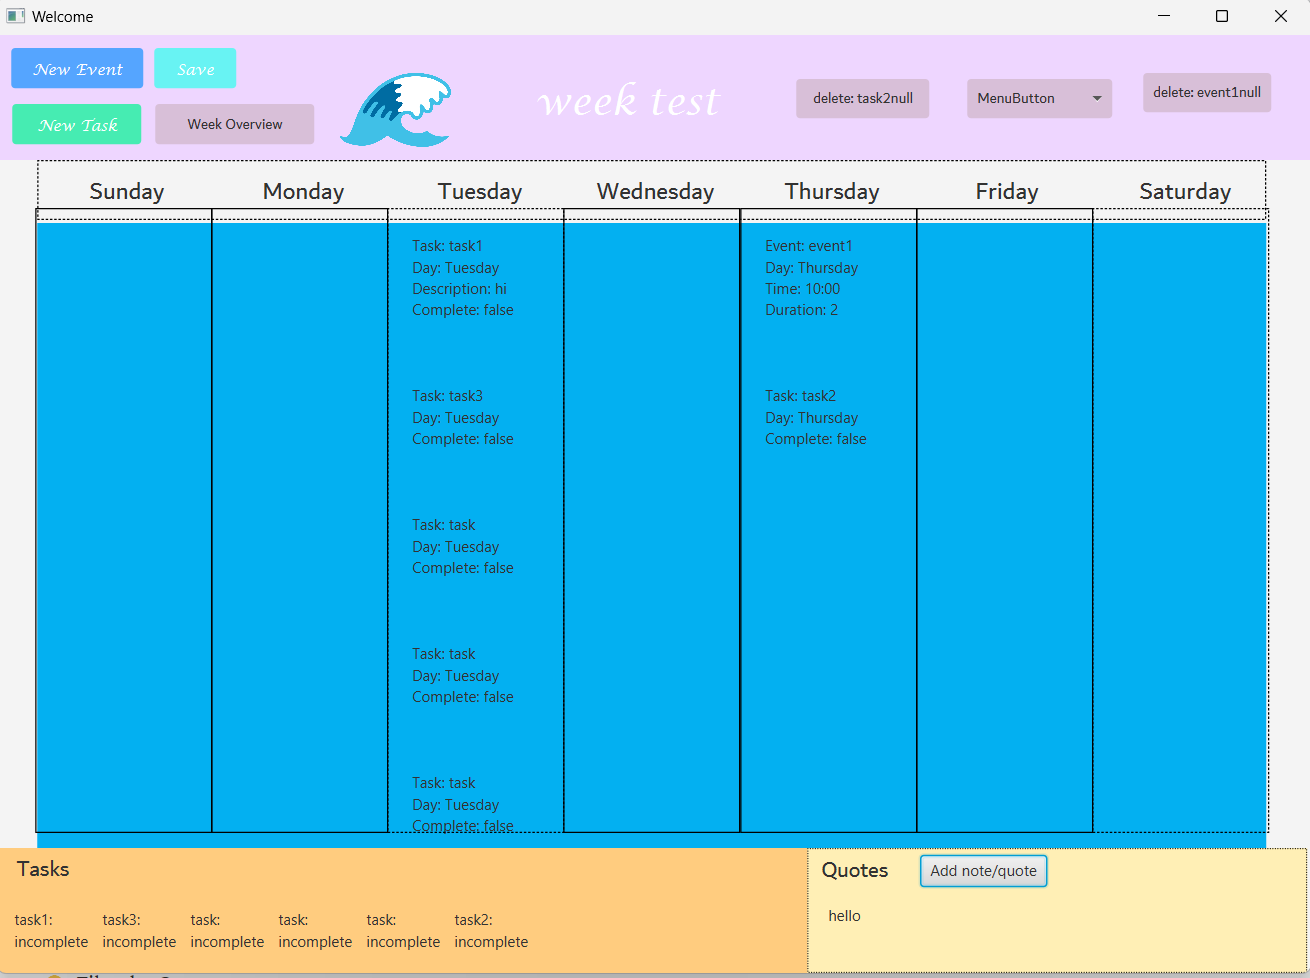 Welcome
New Event
Save
New Task
Week Overview
week test
delete: task2null
MenuButton
delete: event1null
Sunday
Monday
Tuesday
Wednesday
Thursday
Friday
Saturday
Task: task1
Day: Tuesday
Description: hi
Complete: false
Task: task3
Day: Tuesday
Complete: false
Task: task
Day: Tuesday
Complete: false
Task: task
Day: Tuesday
Complete: false
Task: task
Day: Tuesday
Complete: false
Event: event1
Day: Thursday
Time: 10:00
Duration: 2
Task: task2
Day: Thursday
Complete: false
Tasks
task1:
incomplete
task3:
incomplete
task:
incomplete
task:
incomplete
task:
incomplete
task2:
incomplete
Quotes
Add note/quote
hello